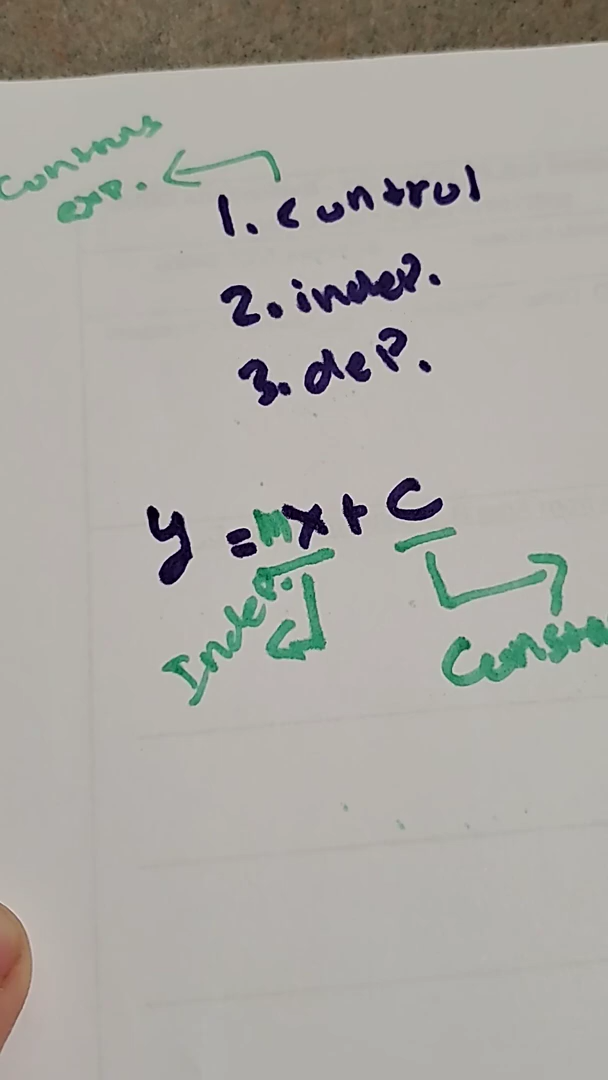 Controls
exp.
1. control
2. indep.
3. dep.
y = mx + c
Indep.
Consta